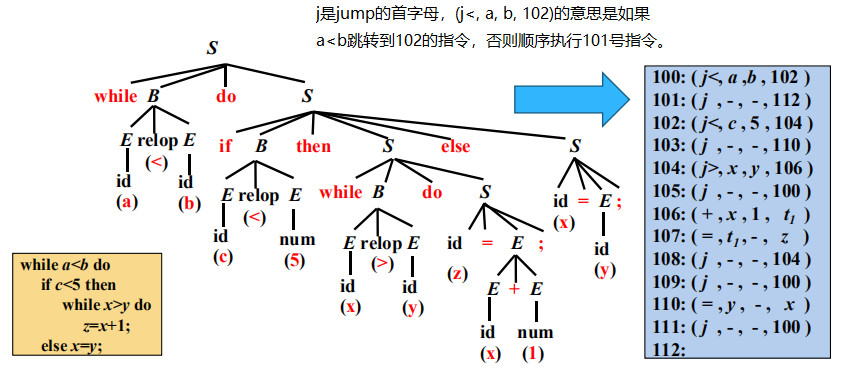 j是jump的首字母，(j<, a, b, 102)的意思是如果
a<b跳转到102的指令，否则顺序执行101号指令。
S
while B do S
E relop E if B then S else S
(<)
id id E relop E while B do S id = E ;
(a) (b) (<) (x)
id num E relop E id = E ; id
(c) (5) (>) (z) (y)
id id E + E
(x) (y)
id num
(x) (1)
while a<b do
if c<5 then
while x>y do
z=x+1;
else x=y;
100: ( j<, a ,b , 102 )
101: ( j , - , - , 112 )
102: ( j<, c , 5 , 104 )
103: ( j , - , - , 110 )
104: ( j>, x , y , 106 )
105: ( j , - , - , 100 )
106: ( + , x , 1 , t₁ )
107: ( = , t₁ , - , z )
108: ( j , - , - , 104 )
109: ( j , - , - , 100 )
110: ( = , y , - , x )
111: ( j , - , - , 100 )
112: